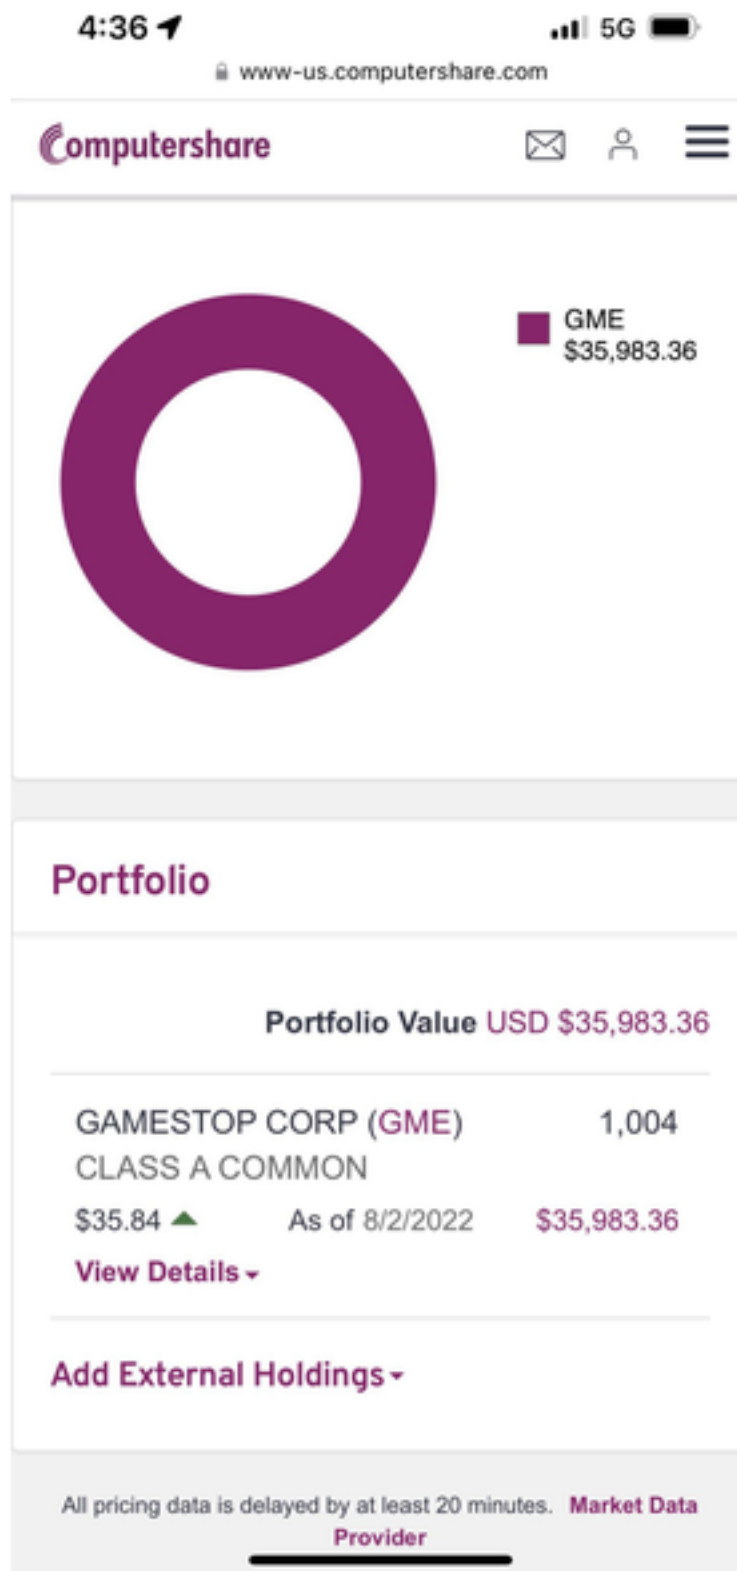 4:36 5G
www-us.computershare.com
Computershare
GME
$35,983.36
Portfolio
Portfolio Value USD $35,983.36
GAMESTOP CORP (GME) 1,004
CLASS A COMMON
$35.84 As of 8/2/2022 $35,983.36
View Details
Add External Holdings
All pricing data is delayed by at least 20 minutes. Market Data
Provider